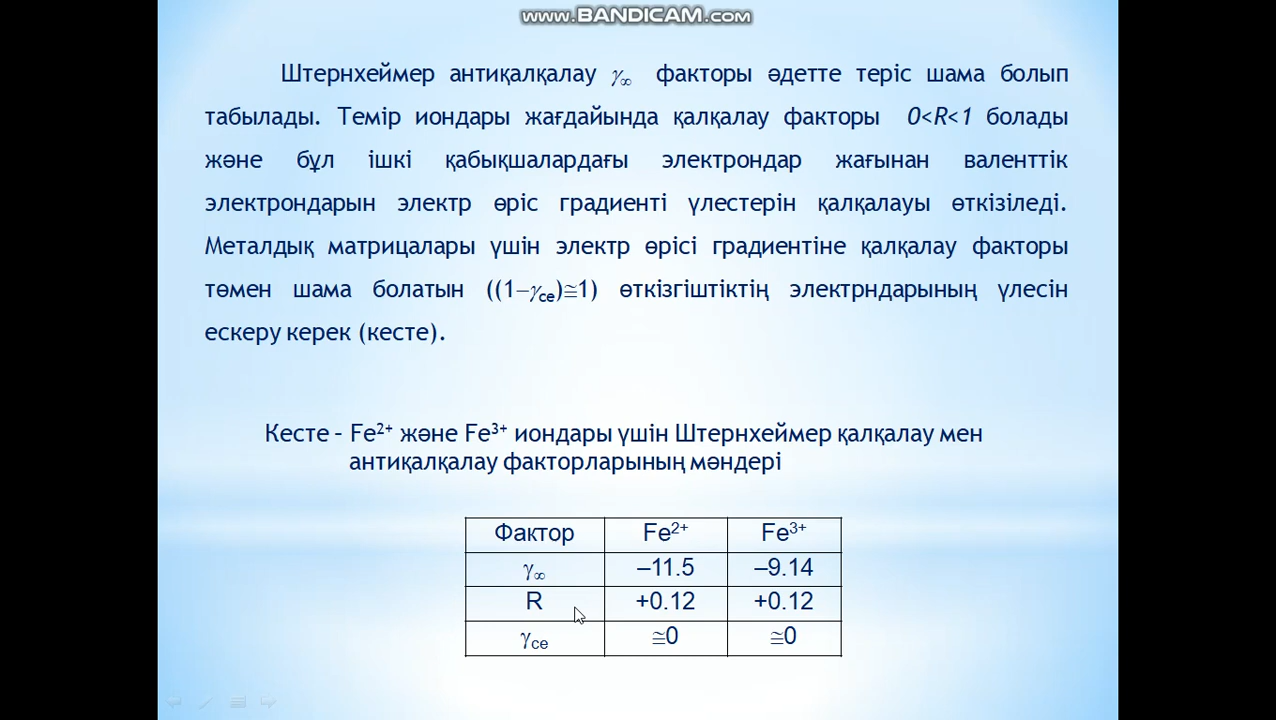 www.BANDICAM.com
Штернхеймер антиқалқалау γ∞ факторы әдетте теріс шама болып
табылады. Темір иондары жағдайында қалқалау факторы 0<R<1 болады
және бұл ішкі қабықшалардағы электрондар жағынан валенттік
электрондарын электр өріс градиенті үлестерін қалқалауы өткізіледі.
Металдық матрицалары үшін электр өрісі градиентіне қалқалау факторы
төмен шама болатын ((1–γce)≅1) өткізгіштіктің электрндарының үлесін
ескеру керек (кесте).
Кесте – Fe²⁺ және Fe³⁺ иондары үшін Штернхеймер қалқалау мен
антиқалқалау факторларының мәндері
Фактор Fe²⁺ Fe³⁺
γ∞ –11.5 –9.14
R +0.12 +0.12
γce ≅0 ≅0